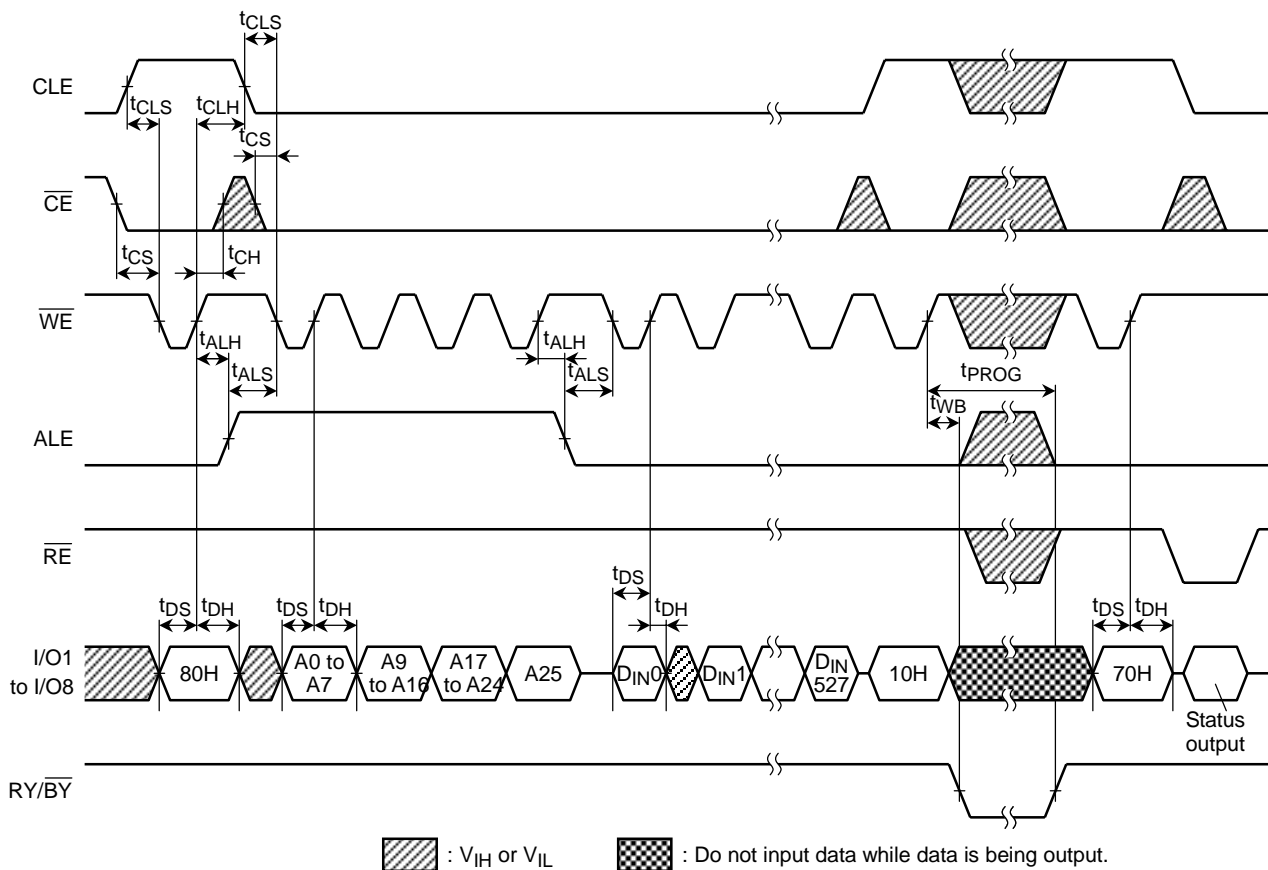 tCLS
CLE
tCLS tCLH
tCS
CE
tCS tCH
WE
tALH tALH
tALS tALS tPROG
tWB
ALE
RE
tDS
tDS tDH tDS tDH tDH tDS tDH
I/O1
to I/O8
80H
A0 to
A7
A9
to A16
A17
to A24
A25
DIN0
DIN1
DIN
527
10H
70H
Status
output
RY/BY
: VIH or VIL
: Do not input data while data is being output.